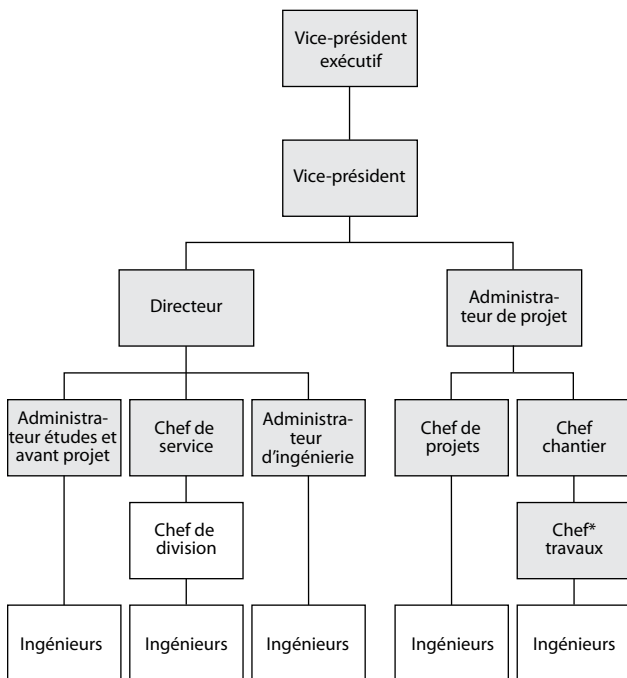 Vice-président
exécutif
Vice-président
Directeur
Administra-
teur de projet
Administra-
teur études et
avant projet
Chef de
service
Administra-
teur
d'ingénierie
Chef de
projets
Chef
chantier
Chef de
division
Chef*
travaux
Ingénieurs
Ingénieurs
Ingénieurs
Ingénieurs
Ingénieurs